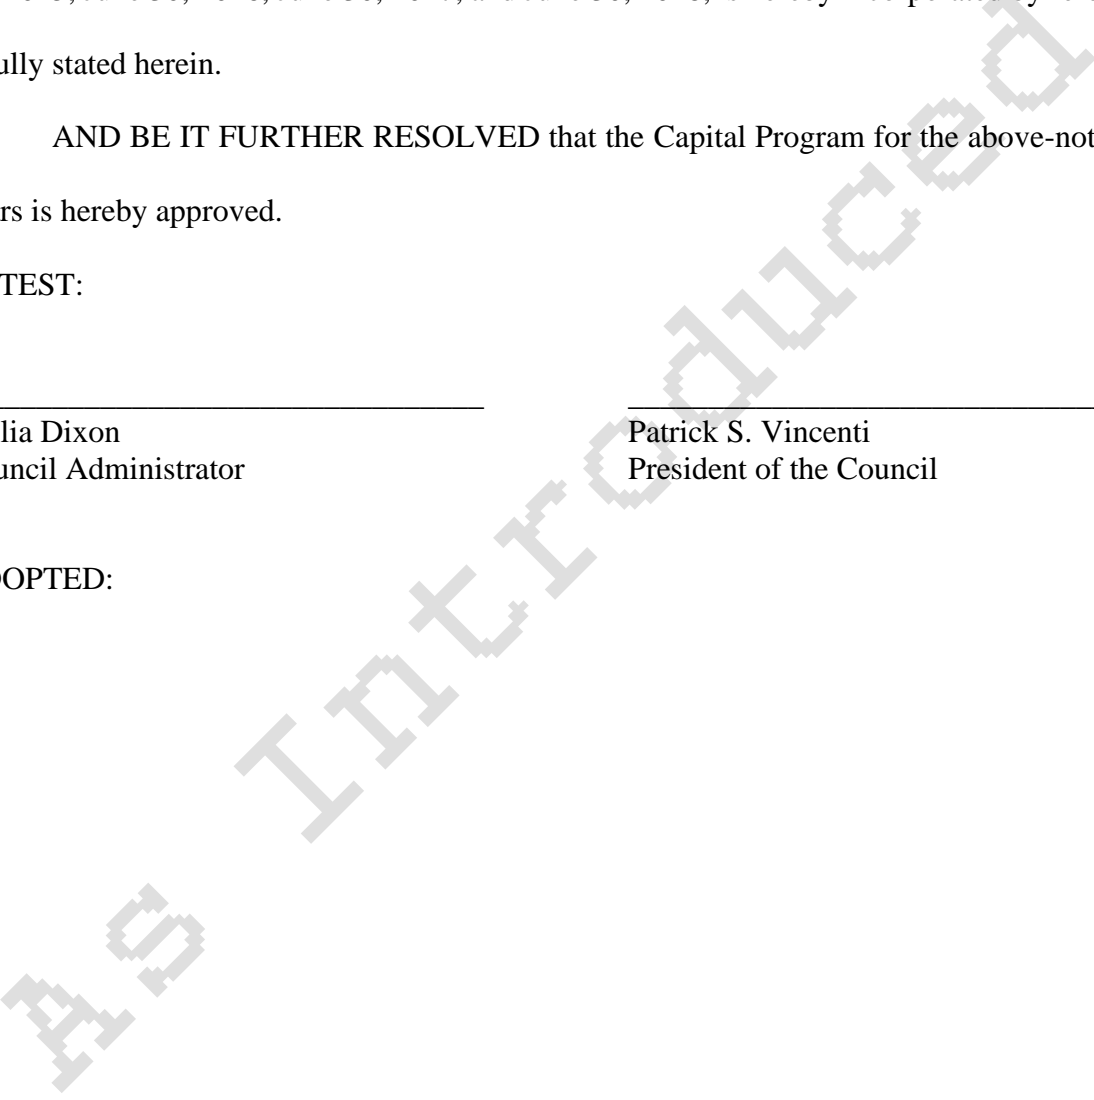 fully stated herein.
AND BE IT FURTHER RESOLVED that the Capital Program for the above-not
rs is hereby approved.
TEST:
lia Dixon
uncil Administrator
Patrick S. Vincenti
President of the Council
OPTED:
As Introduced